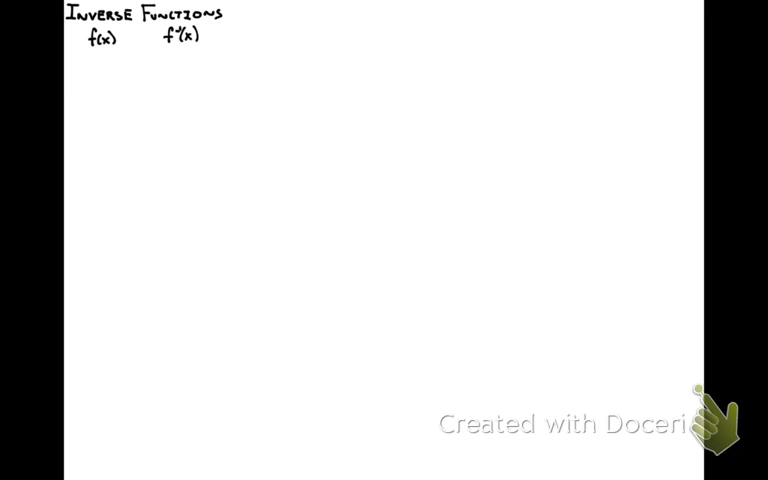 INVERSE FUNCTIONS
f(x) f⁻¹(x)
Created with Doceri